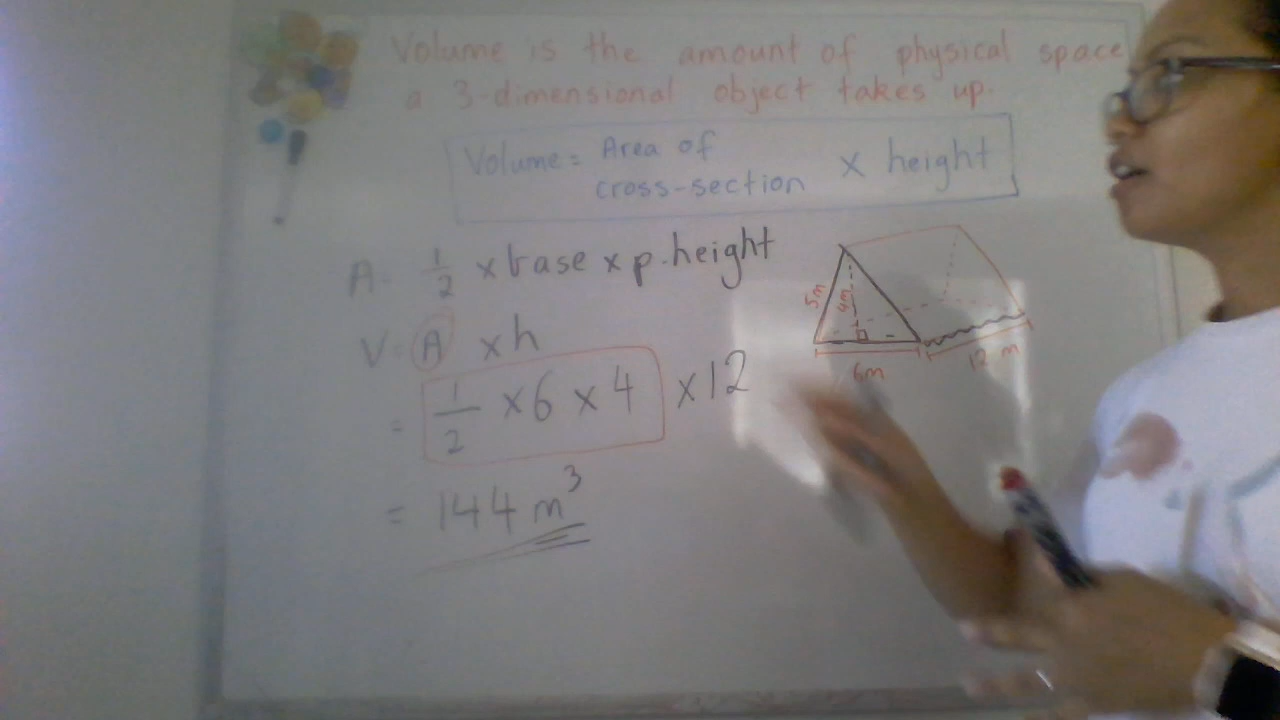 Volume is the amount of physical space
a 3-dimensional object takes up.
Volume = Area of cross-section x height
A = 1/2 x base x p.height
V = A x h
= 1/2 x 6 x 4 x 12
= 144 m³
5m
4m
6m
12 m